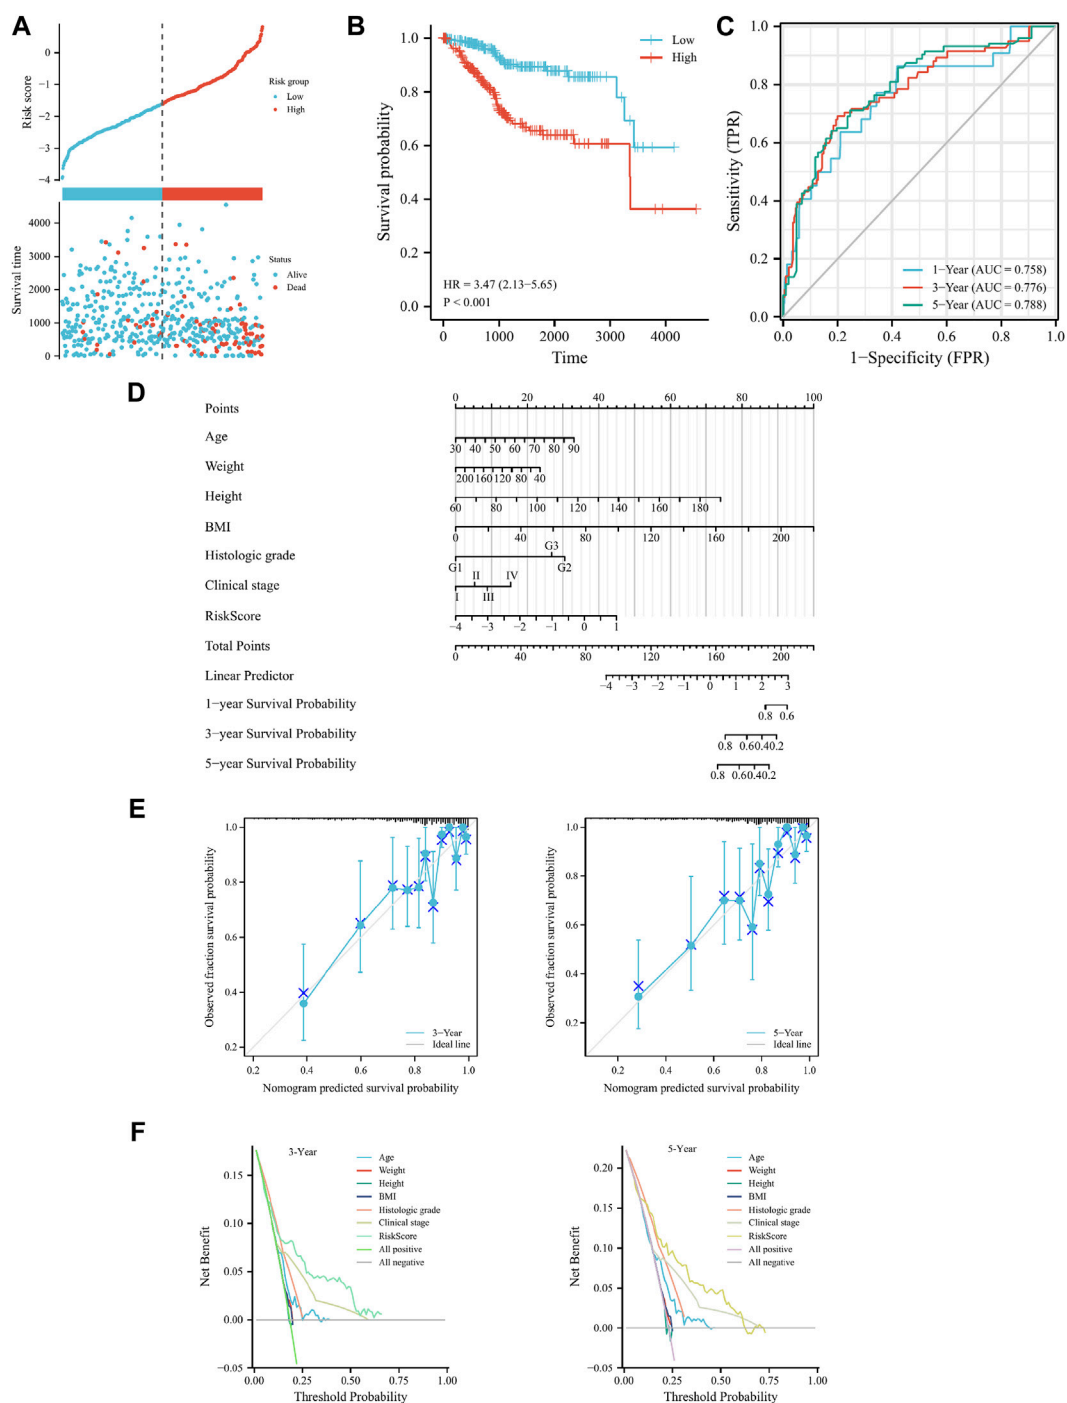 A
Risk score
0
−1
−2
−3
−4
Risk group
Low
High
Survival time
4000
3000
2000
1000
0
Status
Alive
Dead
B
Survival probability
1.0
0.8
0.6
0.4
0.2
0.0
Low
High
HR = 3.47 (2.13−5.65)
P < 0.001
0 1000 2000 3000 4000
Time
C
Sensitivity (TPR)
1.0
0.8
0.6
0.4
0.2
0.0
1−Year (AUC = 0.758)
3−Year (AUC = 0.776)
5−Year (AUC = 0.788)
0 0.2 0.4 0.6 0.8 1.0
1−Specificity (FPR)
D
Points
0 20 40 60 80 100
Age
30 40 50 60 70 80 90
Weight
200 160 120 80 40
Height
60 80 100 120 140 160 180
BMI
0 40 80 120 160 200
Histologic grade
G3
G1 G2
Clinical stage
II IV
I III
RiskScore
−4 −3 −2 −1 0 1
Total Points
0 40 80 120 160 200
Linear Predictor
−4 −3 −2 −1 0 1 2 3
1−year Survival Probability
0.8 0.6
3−year Survival Probability
0.8 0.60.40.2
5−year Survival Probability
0.8 0.60.40.2
E
Observed fraction survival probability
1.0
0.8
0.6
0.4
0.2
3−Year
Ideal line
0.2 0.4 0.6 0.8 1.0
Nomogram predicted survival probability
Observed fraction survival probability
1.0
0.8
0.6
0.4
0.2
5−Year
Ideal line
0.2 0.4 0.6 0.8 1.0
Nomogram predicted survival probability
F
3-Year
Net Benefit
0.15
0.10
0.05
0.00
−0.05
Age
Weight
Height
BMI
Histologic grade
Clinical stage
RiskScore
All positive
All negative
0.00 0.25 0.50 0.75 1.00
Threshold Probability
5-Year
Net Benefit
0.20
0.15
0.10
0.05
0.00
−0.05
Age
Weight
Height
BMI
Histologic grade
Clinical stage
RiskScore
All positive
All negative
0.00 0.25 0.50 0.75 1.00
Threshold Probability